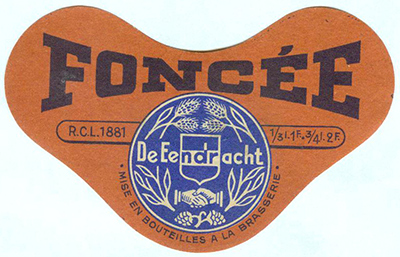 FONCÉE
R.C.L. 1881
De Eendracht
1/3 l. 1 F. 3/4 l. 2 F.
• MISE EN BOUTEILLES A LA BRASSERIE •